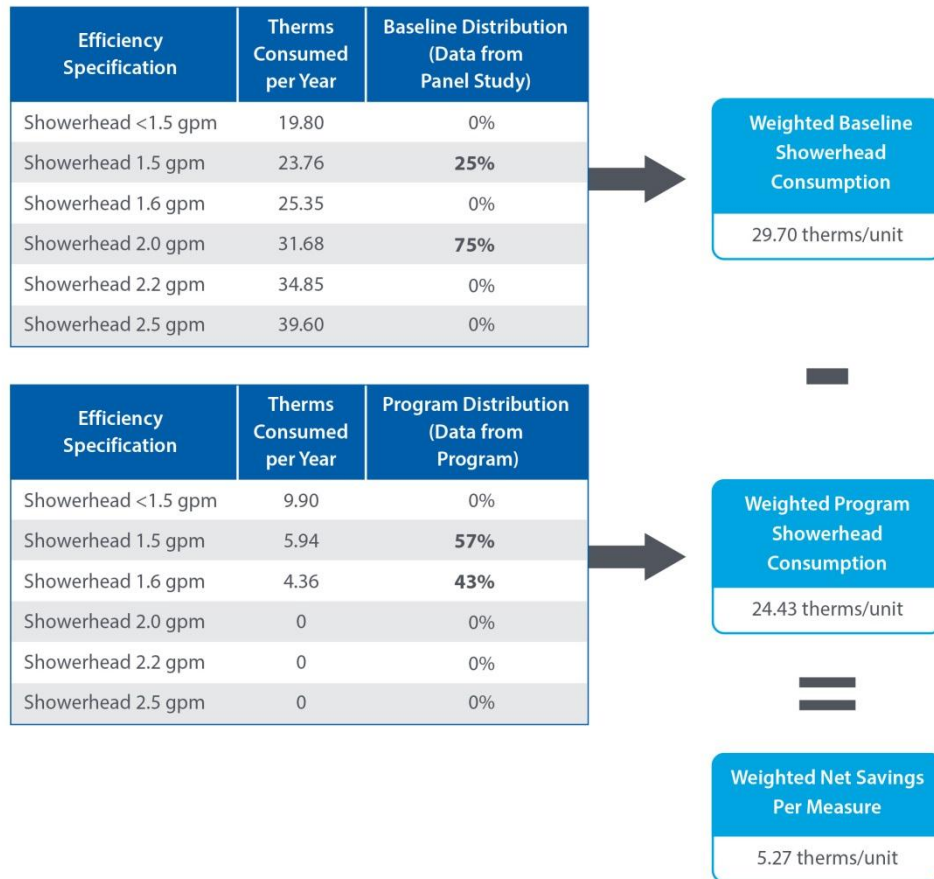 Efficiency Specification | Therms Consumed per Year | Baseline Distribution (Data from Panel Study)
Showerhead <1.5 gpm 19.80 0%
Showerhead 1.5 gpm 23.76 25%
Showerhead 1.6 gpm 25.35 0%
Showerhead 2.0 gpm 31.68 75%
Showerhead 2.2 gpm 34.85 0%
Showerhead 2.5 gpm 39.60 0%
Weighted Baseline
Showerhead
Consumption
29.70 therms/unit
-
Efficiency Specification | Therms Consumed per Year | Program Distribution (Data from Program)
Showerhead <1.5 gpm 9.90 0%
Showerhead 1.5 gpm 5.94 57%
Showerhead 1.6 gpm 4.36 43%
Showerhead 2.0 gpm 0 0%
Showerhead 2.2 gpm 0 0%
Showerhead 2.5 gpm 0 0%
Weighted Program
Showerhead
Consumption
24.43 therms/unit
=
Weighted Net Savings
Per Measure
5.27 therms/unit